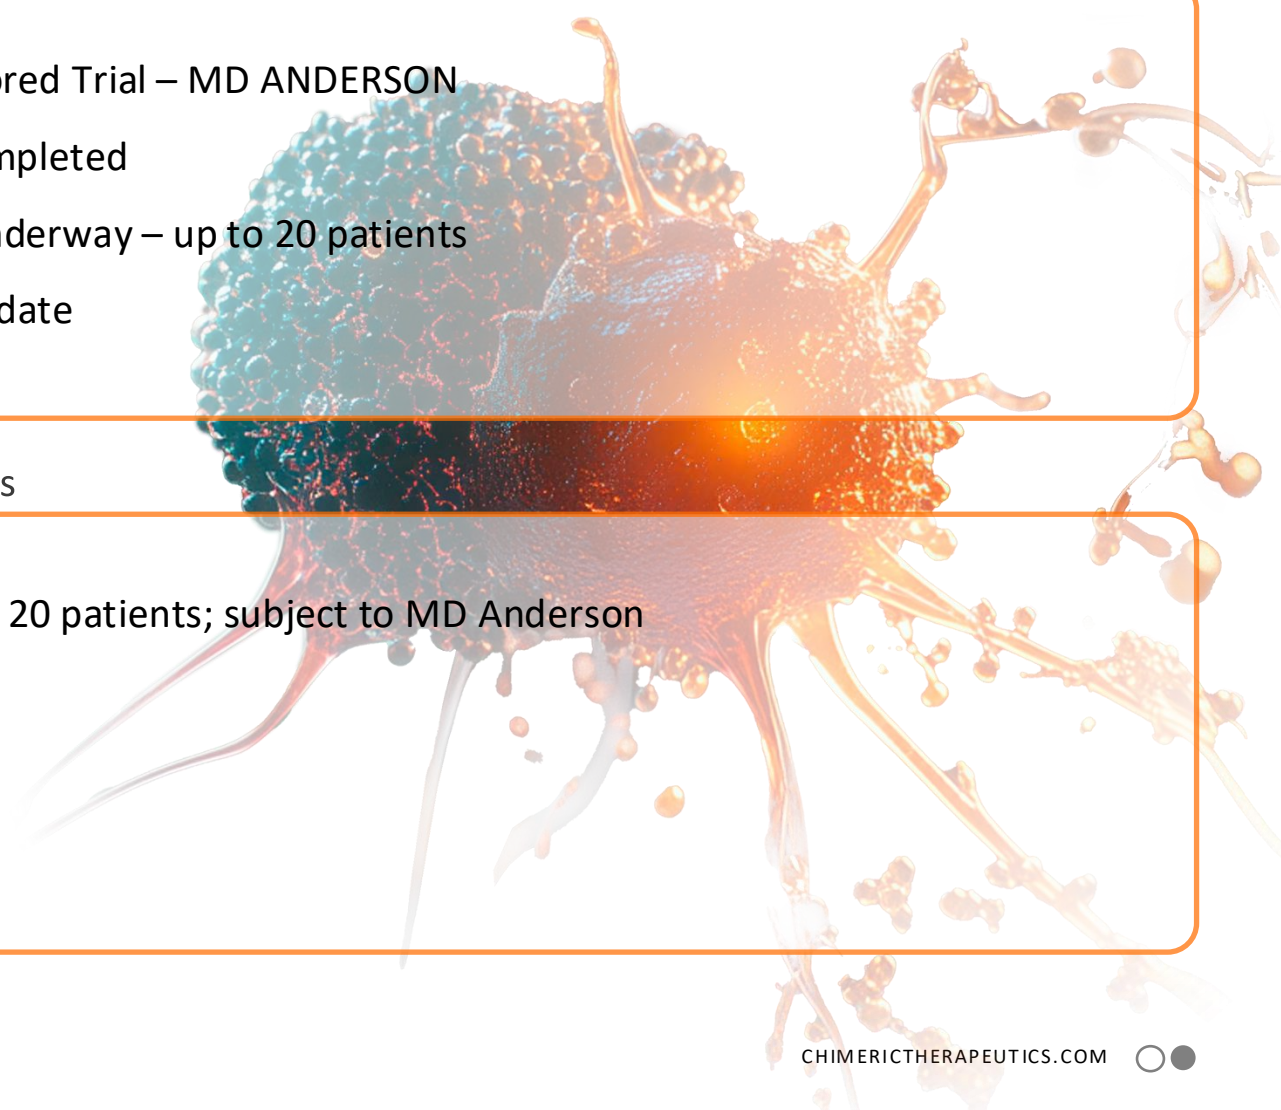 ored Trial – MD ANDERSON
mpleted
nderway – up to 20 patients
date
s
20 patients; subject to MD Anderson
CHIMERICTHERAPEUTICS.COM